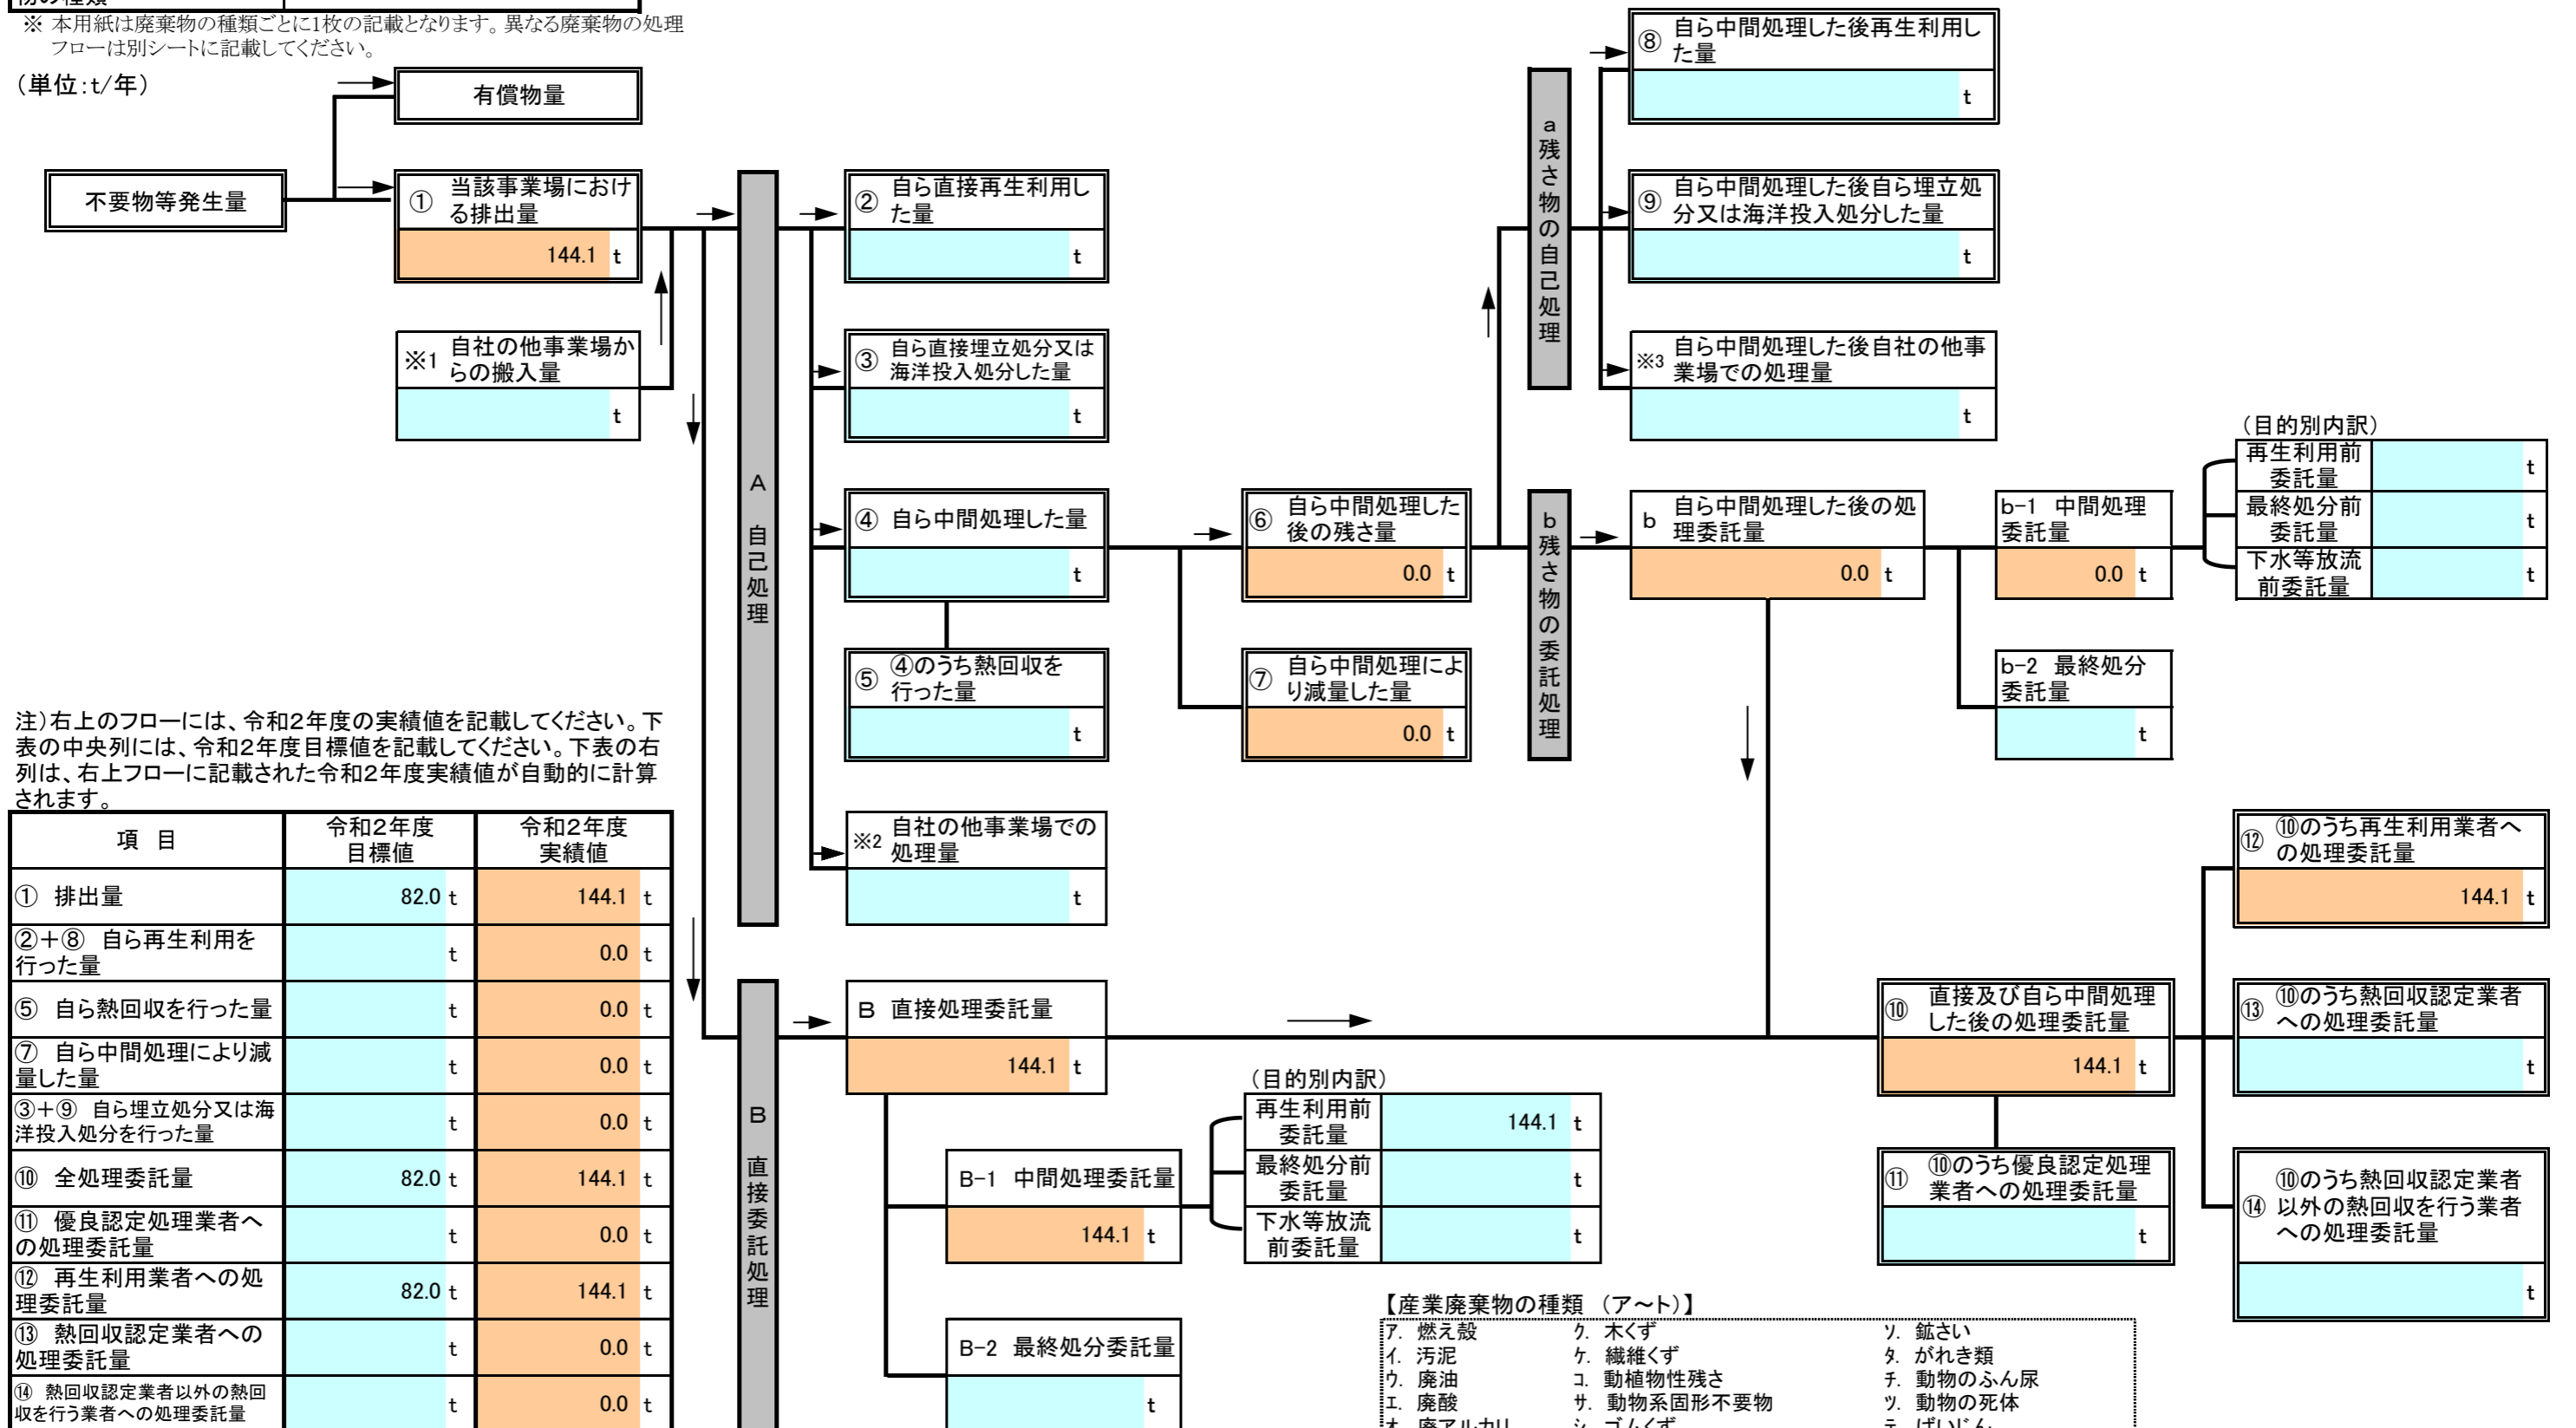 ※ 本用紙は廃棄物の種類ごとに1枚の記載となります。異なる廃棄物の処理
フローは別シートに記載してください。
（単位：t/年）
有償物量
不要物等発生量
① 当該事業場におけ
る排出量
144.1 t
※1 自社の他事業場か
らの搬入量
t
A 自己処理
② 自ら直接再生利用し
た量
t
③ 自ら直接埋立処分又は
海洋投入処分した量
t
④ 自ら中間処理した量
t
⑤ ④のうち熱回収を
行った量
t
※2 自社の他事業場での
処理量
t
⑥ 自ら中間処理した
後の残さ量
0.0 t
⑦ 自ら中間処理によ
り減量した量
0.0 t
a残さ物の自己処理
⑧ 自ら中間処理した後再生利用し
た量
t
⑨ 自ら中間処理した後自ら埋立処
分又は海洋投入処分した量
t
※3 自ら中間処理した後自社の他事
業場での処理量
t
b残さ物の委託処理
b 自ら中間処理した後の処
理委託量
0.0 t
b-1 中間処理
委託量
0.0 t
b-2 最終処分
委託量
t
（目的別内訳）
再生利用前
委託量
t
最終処分前
委託量
t
下水等放流
前委託量
t
注）右上のフローには、令和２年度の実績値を記載してください。下
表の中央列には、令和２年度目標値を記載してください。下表の右
列は、右上フローに記載された令和２年度実績値が自動的に計算
されます。
項 目
令和２年度
目標値
令和２年度
実績値
① 排出量 82.0 t 144.1 t
②＋⑧ 自ら再生利用を
行った量 t 0.0 t
⑤ 自ら熱回収を行った量 t 0.0 t
⑦ 自ら中間処理により減
量した量 t 0.0 t
③＋⑨ 自ら埋立処分又は海
洋投入処分を行った量 t 0.0 t
⑩ 全処理委託量 82.0 t 144.1 t
⑪ 優良認定処理業者へ
の処理委託量 t 0.0 t
⑫ 再生利用業者への処
理委託量 82.0 t 144.1 t
⑬ 熱回収認定業者への
処理委託量 t 0.0 t
⑭ 熱回収認定業者以外の熱回
収を行う業者への処理委託量 t 0.0 t
B 直接委託処理
B 直接処理委託量
144.1 t
B-1 中間処理委託量
144.1 t
B-2 最終処分委託量
t
（目的別内訳）
再生利用前
委託量
144.1 t
最終処分前
委託量
t
下水等放流
前委託量
t
⑩ 直接及び自ら中間処理
した後の処理委託量
144.1 t
⑪ ⑩のうち優良認定処理
業者への処理委託量
t
⑫ ⑩のうち再生利用業者へ
の処理委託量
144.1 t
⑬ ⑩のうち熱回収認定業者
への処理委託量
t
⑭ ⑩のうち熱回収認定業者
以外の熱回収を行う業者
への処理委託量
t
【産業廃棄物の種類 （ア～ト）】
ア. 燃え殻 ク. 木くず ソ. 鉱さい
イ. 汚泥 ケ. 繊維くず タ. がれき類
ウ. 廃油 コ. 動植物性残さ チ. 動物のふん尿
エ. 廃酸 サ. 動物系固形不要物 ツ. 動物の死体